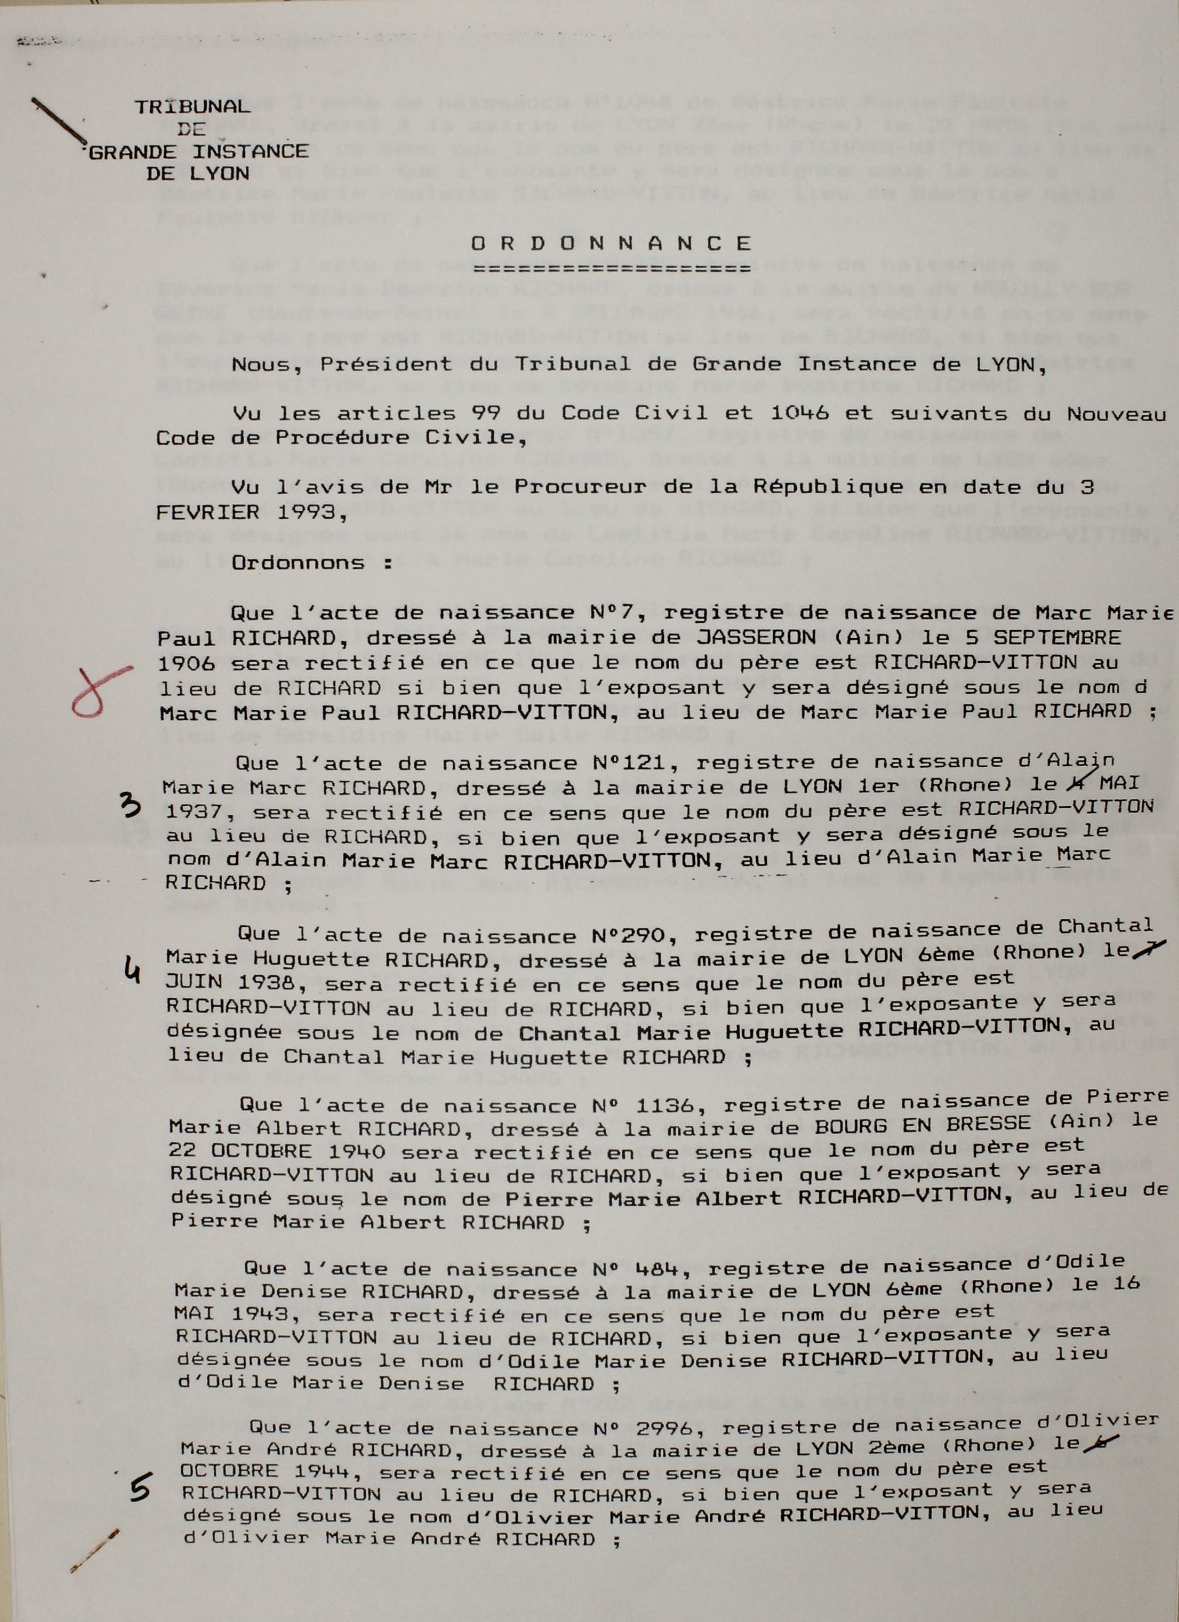 TRIBUNAL
DE
GRANDE INSTANCE
DE LYON
O R D O N N A N C E
===================
Nous, Président du Tribunal de Grande Instance de LYON,
Vu les articles 99 du Code Civil et 1046 et suivants du Nouveau
Code de Procédure Civile,
Vu l'avis de Mr le Procureur de la République en date du 3
FEVRIER 1993,
Ordonnons :
Que l'acte de naissance N°7, registre de naissance de Marc Marie
Paul RICHARD, dressé à la mairie de JASSERON (Ain) le 5 SEPTEMBRE
1906 sera rectifié en ce que le nom du père est RICHARD-VITTON au
lieu de RICHARD si bien que l'exposant y sera désigné sous le nom d
Marc Marie Paul RICHARD-VITTON, au lieu de Marc Marie Paul RICHARD ;
Que l'acte de naissance N°121, registre de naissance d'Alain
Marie Marc RICHARD, dressé à la mairie de LYON 1er (Rhone) le 4 MAI
3 1937, sera rectifié en ce sens que le nom du père est RICHARD-VITTON
au lieu de RICHARD, si bien que l'exposant y sera désigné sous le
nom d'Alain Marie Marc RICHARD-VITTON, au lieu d'Alain Marie Marc
RICHARD ;
Que l'acte de naissance N°290, registre de naissance de Chantal
Marie Huguette RICHARD, dressé à la mairie de LYON 6ème (Rhone) le 7
4 JUIN 1938, sera rectifié en ce sens que le nom du père est
RICHARD-VITTON au lieu de RICHARD, si bien que l'exposante y sera
désignée sous le nom de Chantal Marie Huguette RICHARD-VITTON, au
lieu de Chantal Marie Huguette RICHARD ;
Que l'acte de naissance N° 1136, registre de naissance de Pierre
Marie Albert RICHARD, dressé à la mairie de BOURG EN BRESSE (Ain) le
22 OCTOBRE 1940 sera rectifié en ce sens que le nom du père est
RICHARD-VITTON au lieu de RICHARD, si bien que l'exposant y sera
désigné sous le nom de Pierre Marie Albert RICHARD-VITTON, au lieu de
Pierre Marie Albert RICHARD ;
Que l'acte de naissance N° 484, registre de naissance d'Odile
Marie Denise RICHARD, dressé à la mairie de LYON 6ème (Rhone) le 16
MAI 1943, sera rectifié en ce sens que le nom du père est
RICHARD-VITTON au lieu de RICHARD, si bien que l'exposante y sera
désignée sous le nom d'Odile Marie Denise RICHARD-VITTON, au lieu
d'Odile Marie Denise RICHARD ;
Que l'acte de naissance N° 2996, registre de naissance d'Olivier
Marie André RICHARD, dressé à la mairie de LYON 2ème (Rhone) le 6
5 OCTOBRE 1944, sera rectifié en ce sens que le nom du père est
RICHARD-VITTON au lieu de RICHARD, si bien que l'exposant y sera
désigné sous le nom d'Olivier Marie André RICHARD-VITTON, au lieu
d'Olivier Marie André RICHARD ;